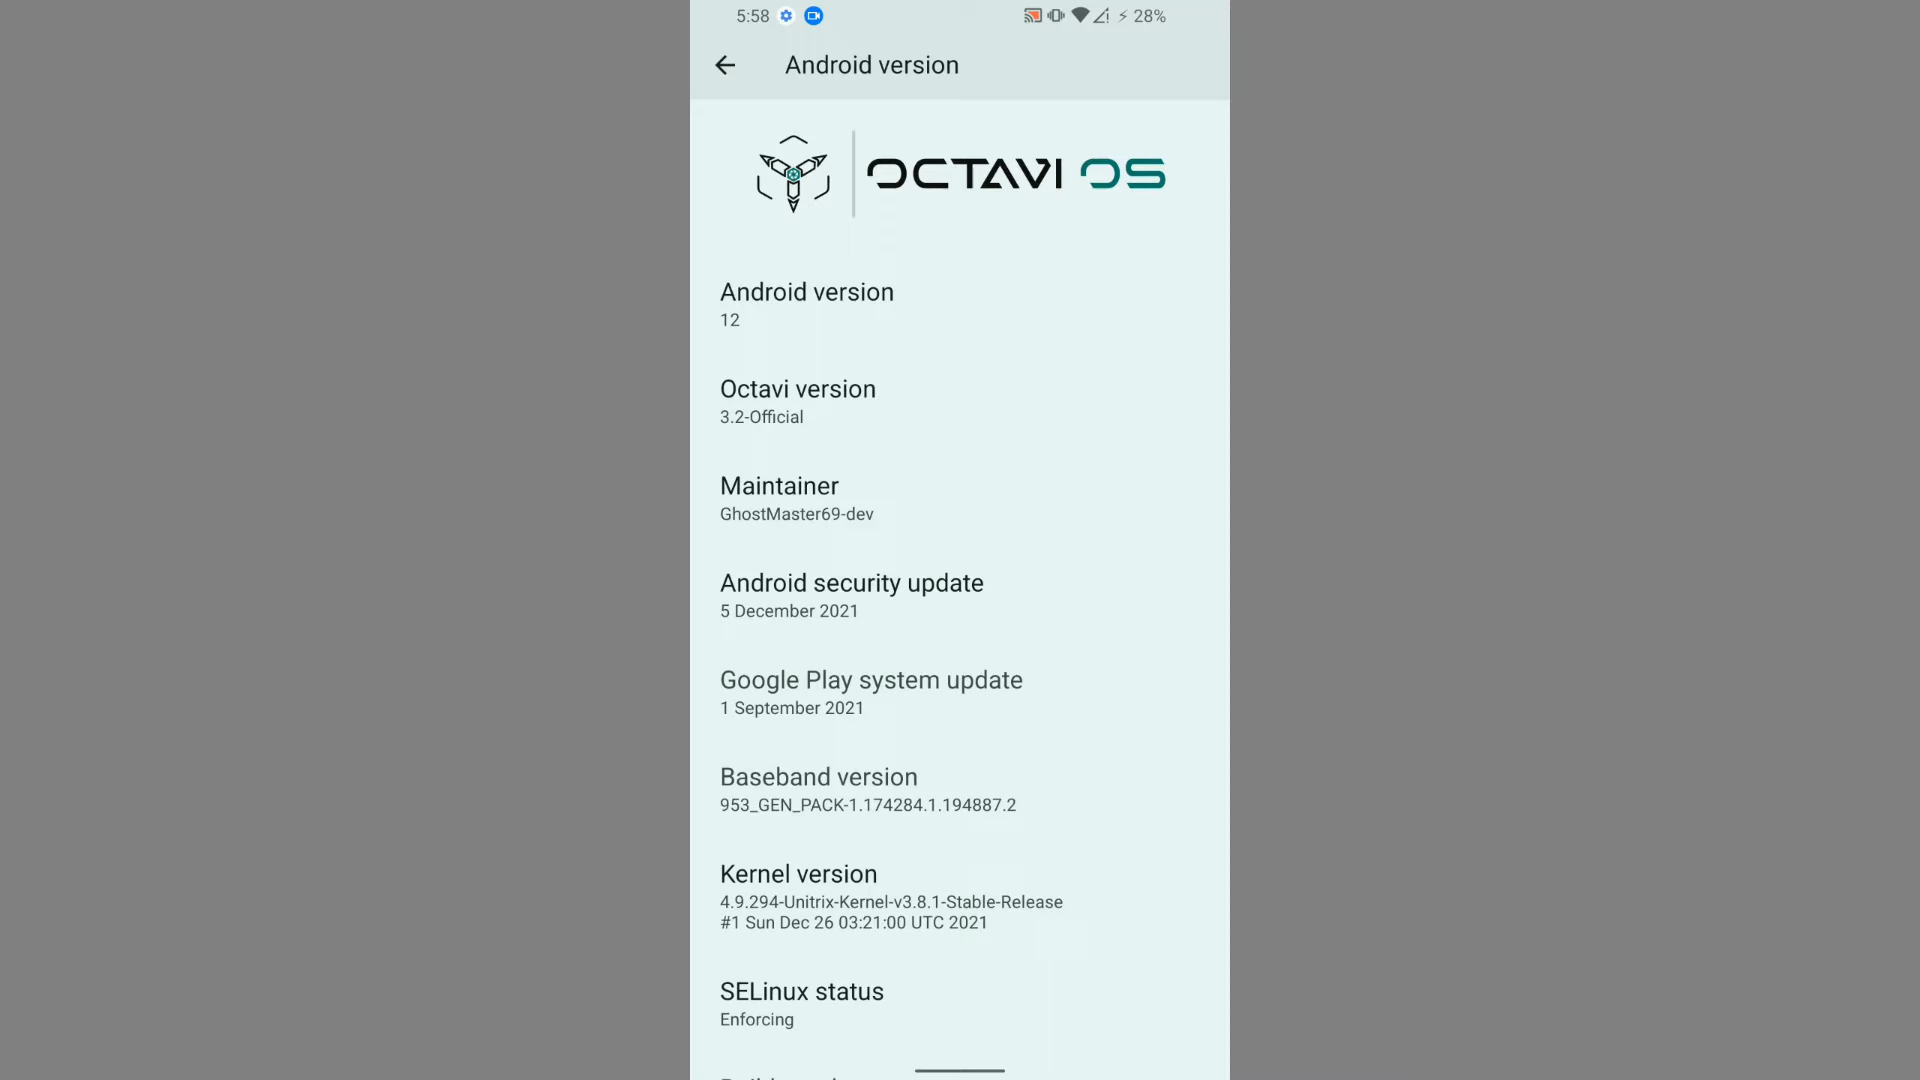 5:58
28%
Android version
OCTAVI OS
Android version
12
Octavi version
3.2-Official
Maintainer
GhostMaster69-dev
Android security update
5 December 2021
Google Play system update
1 September 2021
Baseband version
953_GEN_PACK-1.174284.1.194887.2
Kernel version
4.9.294-Unitrix-Kernel-v3.8.1-Stable-Release
#1 Sun Dec 26 03:21:00 UTC 2021
SELinux status
Enforcing